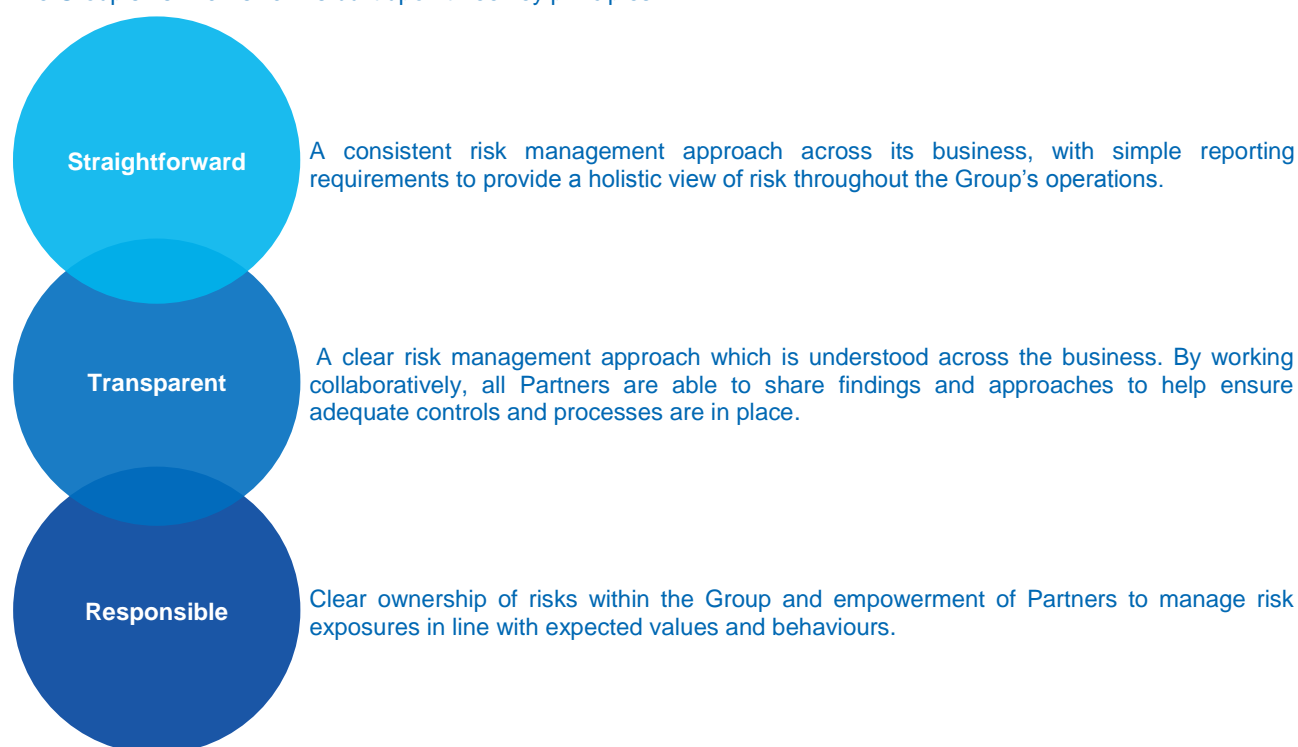 Straightforward
A consistent risk management approach across its business, with simple reporting
requirements to provide a holistic view of risk throughout the Group's operations.
Transparent
A clear risk management approach which is understood across the business. By working
collaboratively, all Partners are able to share findings and approaches to help ensure
adequate controls and processes are in place.
Responsible
Clear ownership of risks within the Group and empowerment of Partners to manage risk
exposures in line with expected values and behaviours.